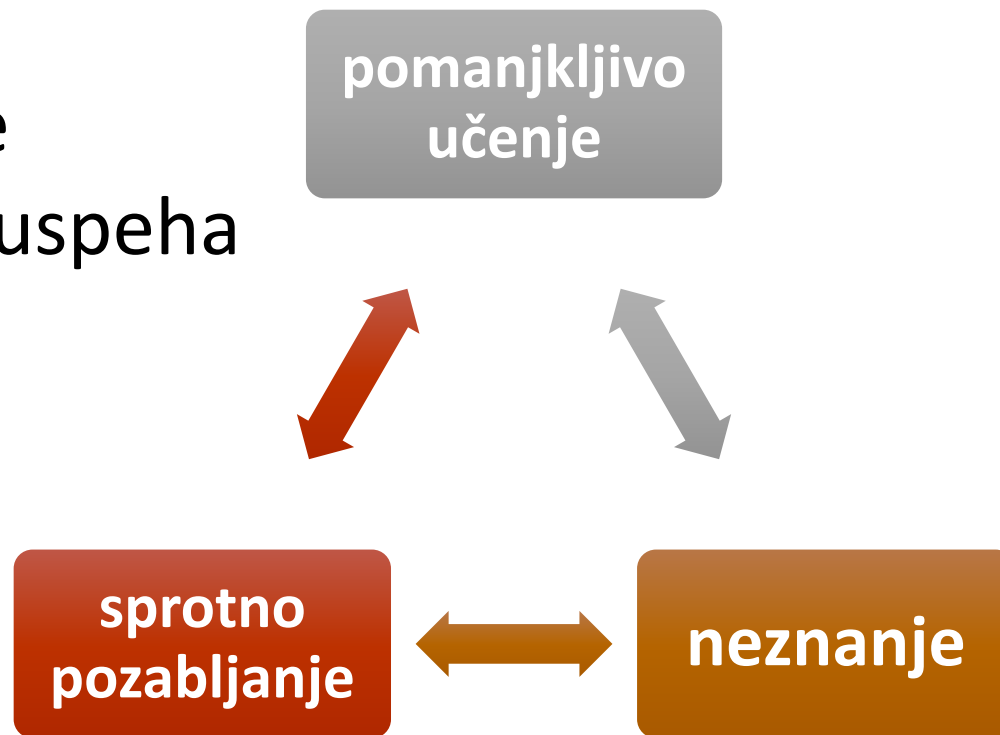 pomanjkljivo
učenje
e
uspeha
sprotno
pozabljanje
neznanje